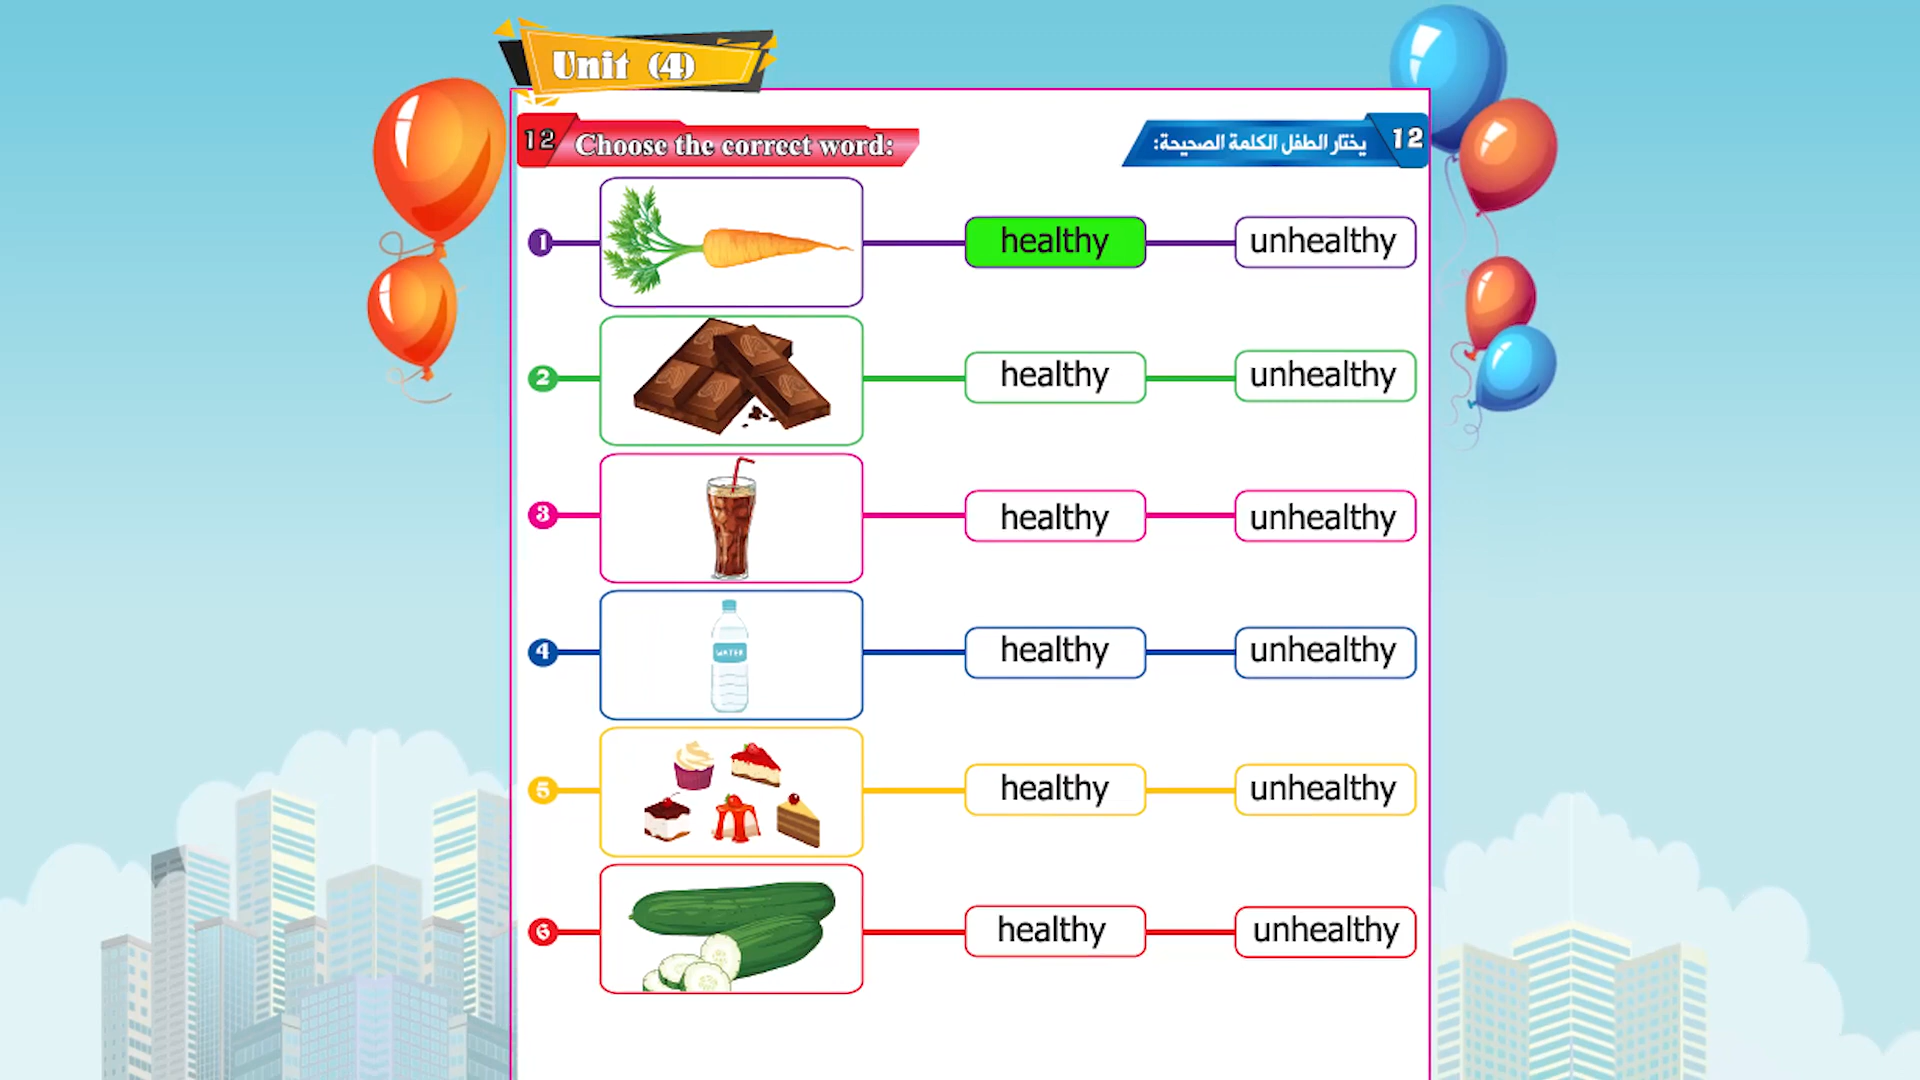 Unit (4)
12 Choose the correct word:
12 يختار الطفل الكلمة الصحيحة:
1 healthy unhealthy
2 healthy unhealthy
3 healthy unhealthy
4 WATER healthy unhealthy
5 healthy unhealthy
6 healthy unhealthy